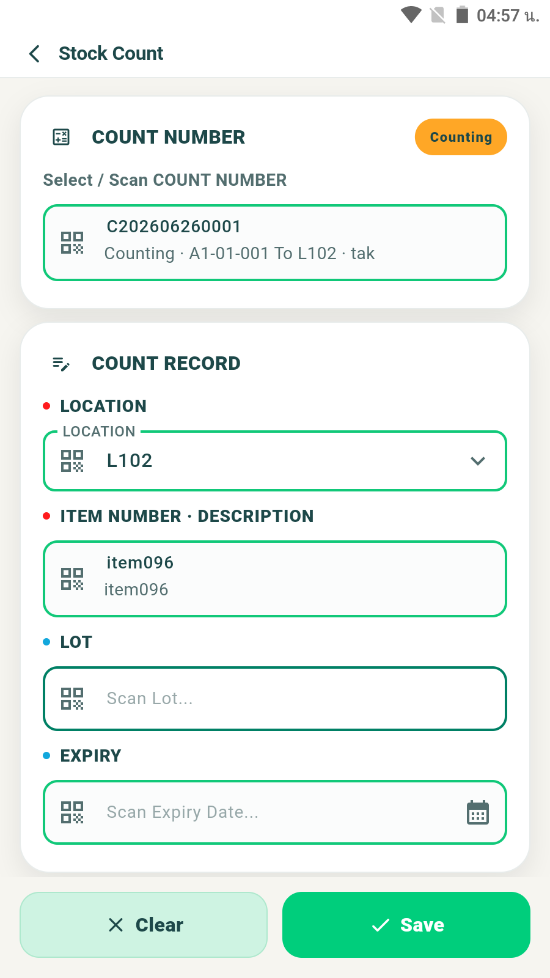 04:57 น.
Stock Count
COUNT NUMBER
Counting
Select / Scan COUNT NUMBER
C202606260001
Counting · A1-01-001 To L102 · tak
COUNT RECORD
LOCATION
LOCATION
L102
ITEM NUMBER · DESCRIPTION
item096
item096
LOT
Scan Lot...
EXPIRY
Scan Expiry Date...
Clear
Save